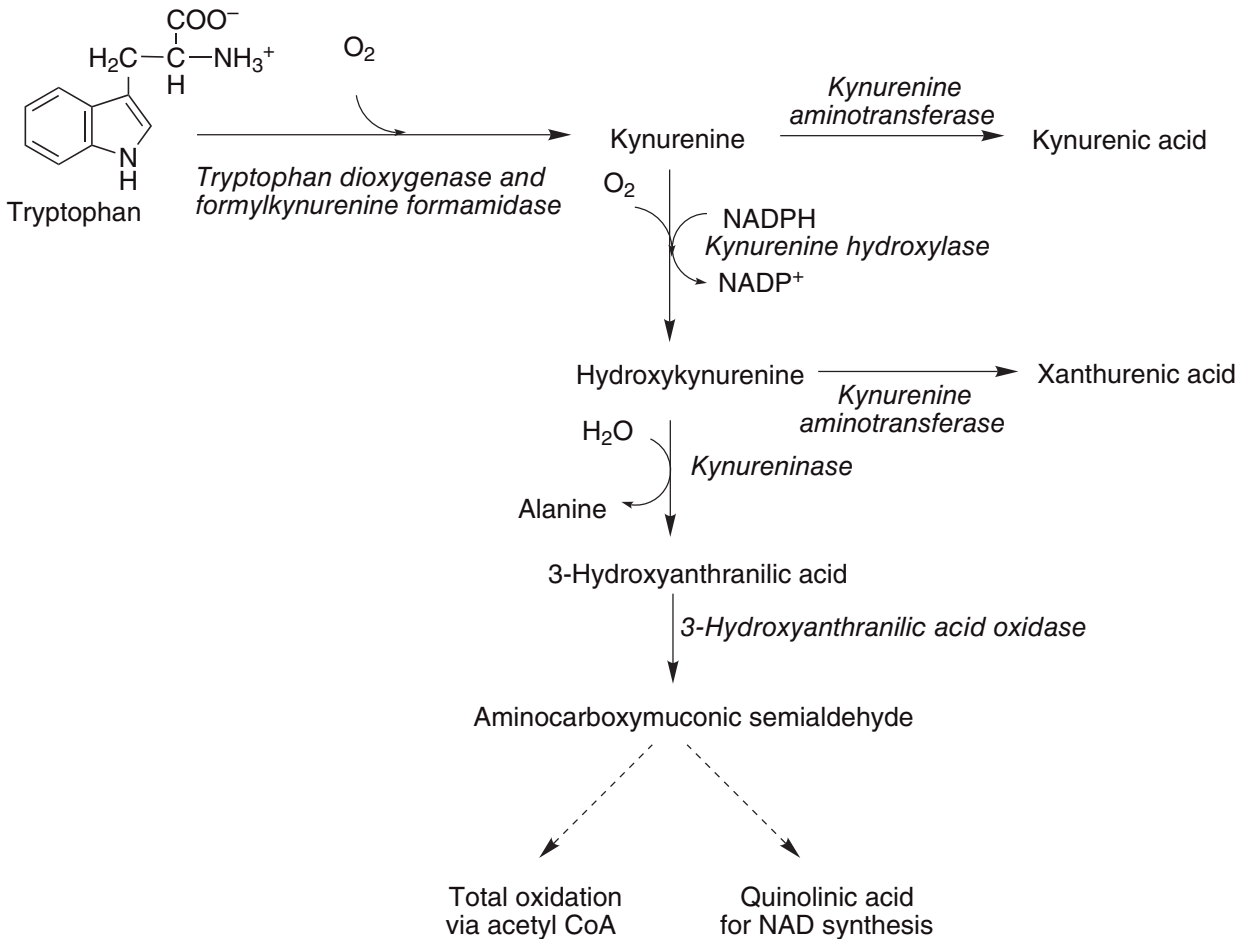 COO⁻
H₂C—C—NH₃⁺
H
N
H
Tryptophan
O₂
Tryptophan dioxygenase and
formylkynurenine formamidase
Kynurenine
Kynurenine
aminotransferase
Kynurenic acid
O₂
NADPH
Kynurenine hydroxylase
NADP⁺
Hydroxykynurenine
Kynurenine
aminotransferase
Xanthurenic acid
H₂O
Kynureninase
Alanine
3-Hydroxyanthranilic acid
3-Hydroxyanthranilic acid oxidase
Aminocarboxymuconic semialdehyde
Total oxidation
via acetyl CoA
Quinolinic acid
for NAD synthesis